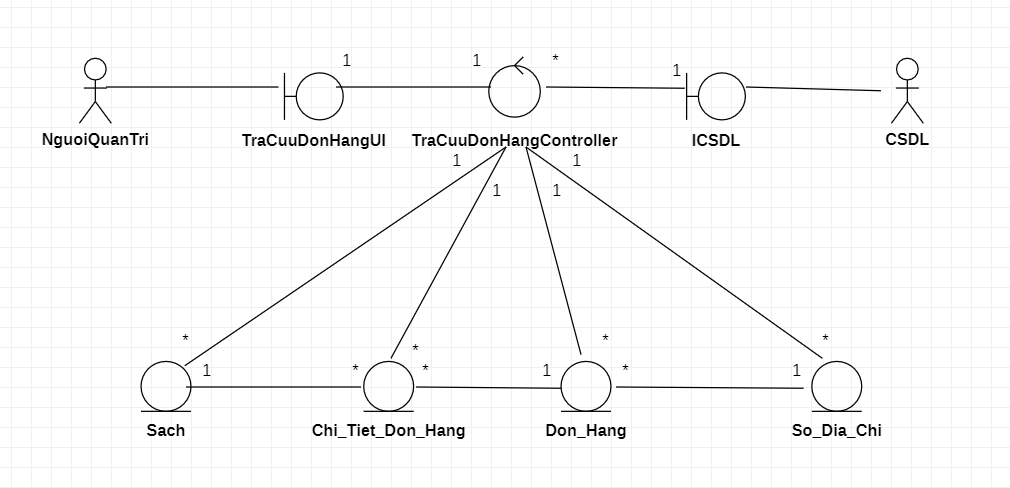 1 1 * 1
NguoiQuanTri TraCuuDonHangUI TraCuuDonHangController ICSDL CSDL
1 1
1 1
* * * *
1 * * 1 * 1
Sach Chi_Tiet_Don_Hang Don_Hang So_Dia_Chi